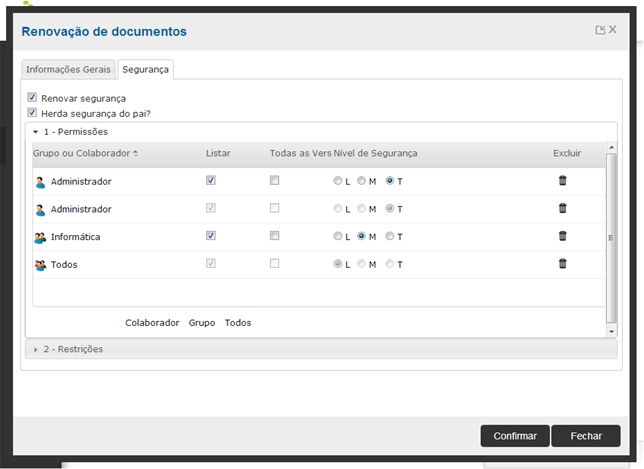 Renovação de documentos
Informações Gerais Segurança
Renovar segurança
Herda segurança do pai?
1 - Permissões
Grupo ou Colaborador Listar Todas as Vers Nível de Segurança Excluir
Administrador L M T
Administrador L M T
Informática L M T
Todos L M T
Colaborador Grupo Todos
2 - Restrições
Confirmar Fechar